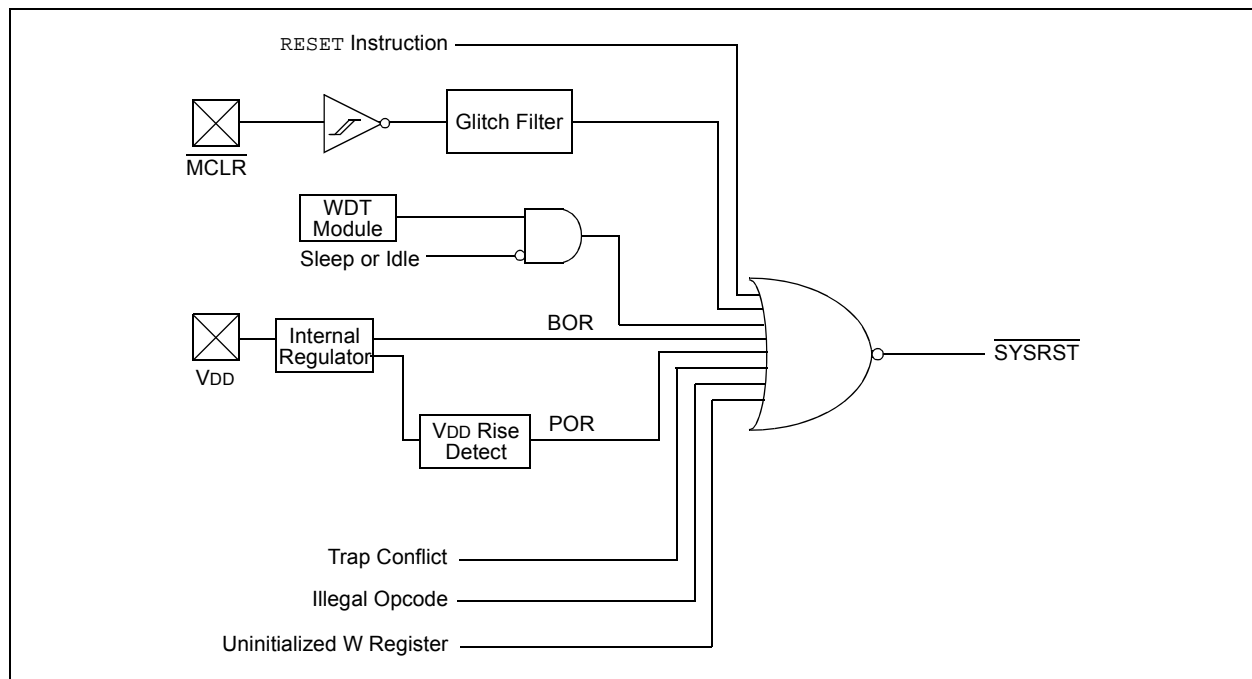 RESET Instruction
Glitch Filter
MCLR
WDT
Module
Sleep or Idle
BOR
Internal
Regulator
SYSRST
VDD
POR
VDD Rise
Detect
Trap Conflict
Illegal Opcode
Uninitialized W Register